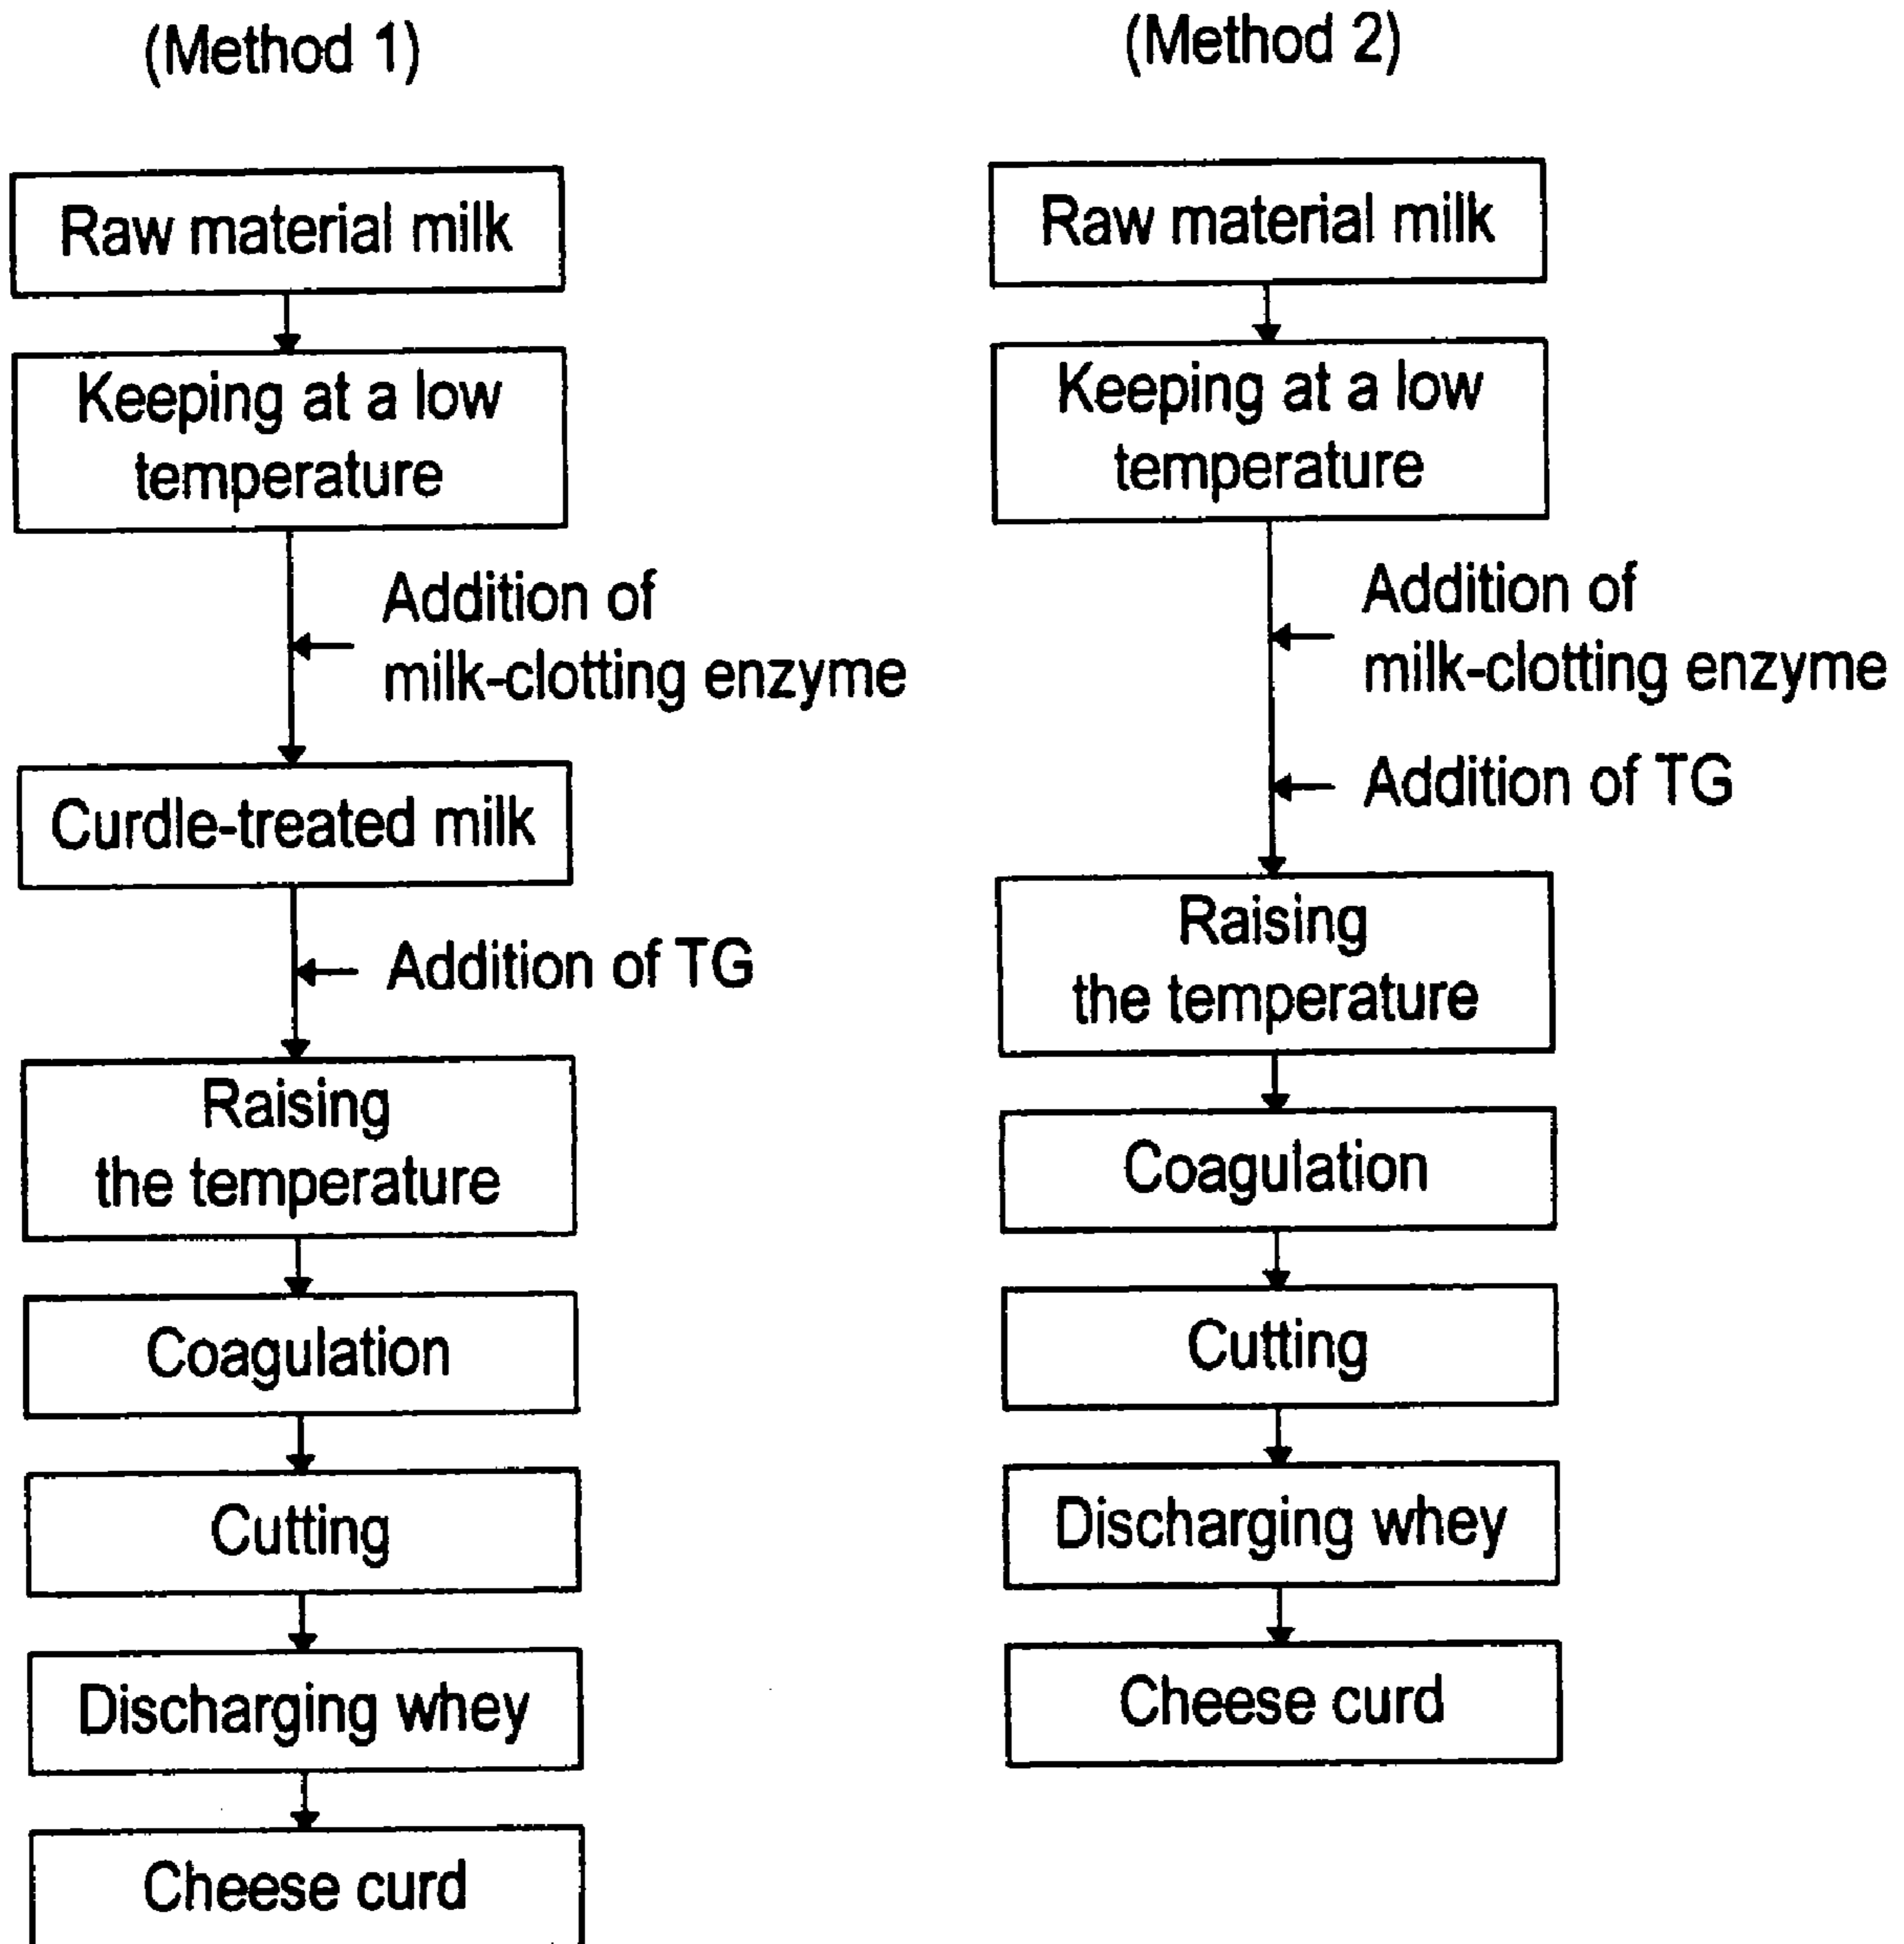 (Method 1)
Raw material milk
Keeping at a low
temperature
Addition of
milk-clotting enzyme
Curdle-treated milk
Addition of TG
Raising
the temperature
Coagulation
Cutting
Discharging whey
Cheese curd
(Method 2)
Raw material milk
Keeping at a low
temperature
Addition of
milk-clotting enzyme
Addition of TG
Raising
the temperature
Coagulation
Cutting
Discharging whey
Cheese curd